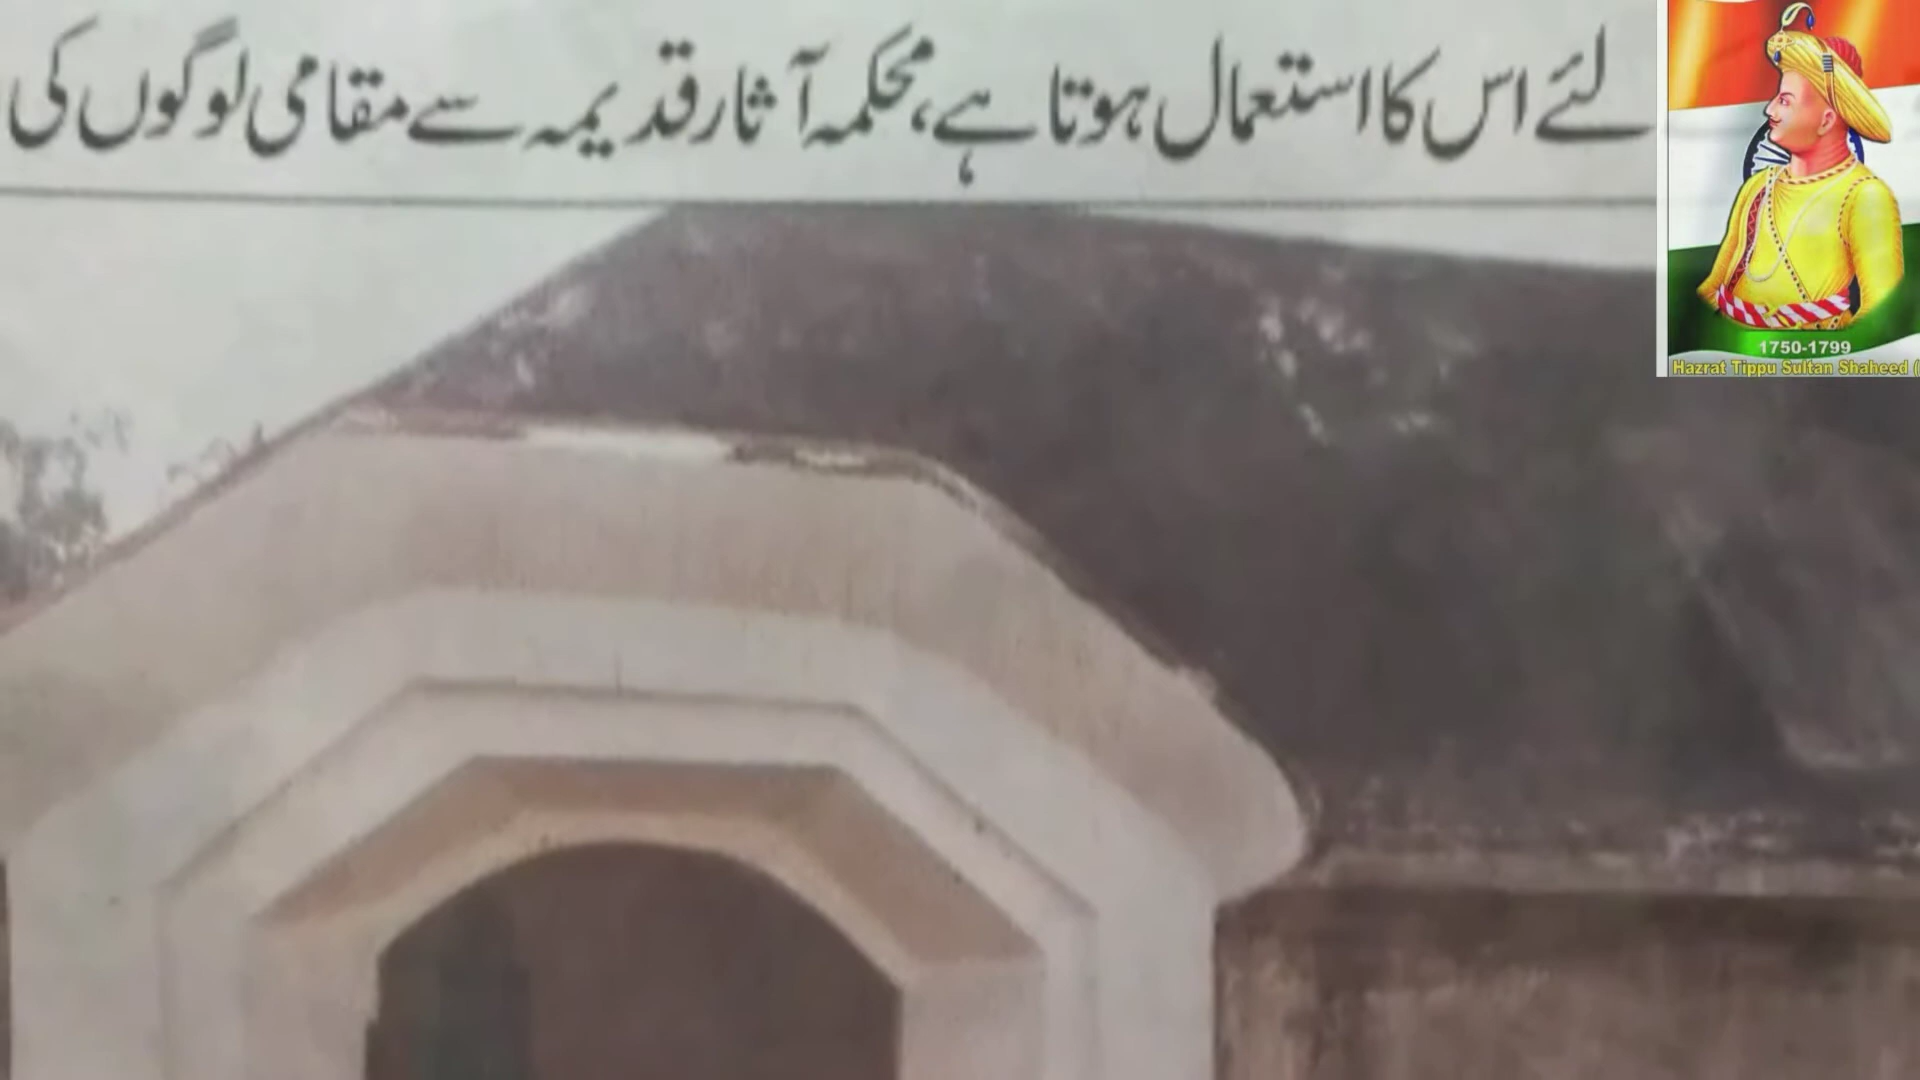 لئے اس کا استعمال ہوتا ہے، محکمہ آثار قدیمہ سے مقامی لوگوں کی
1750-1799
Hazrat Tippu Sultan Shaheed (